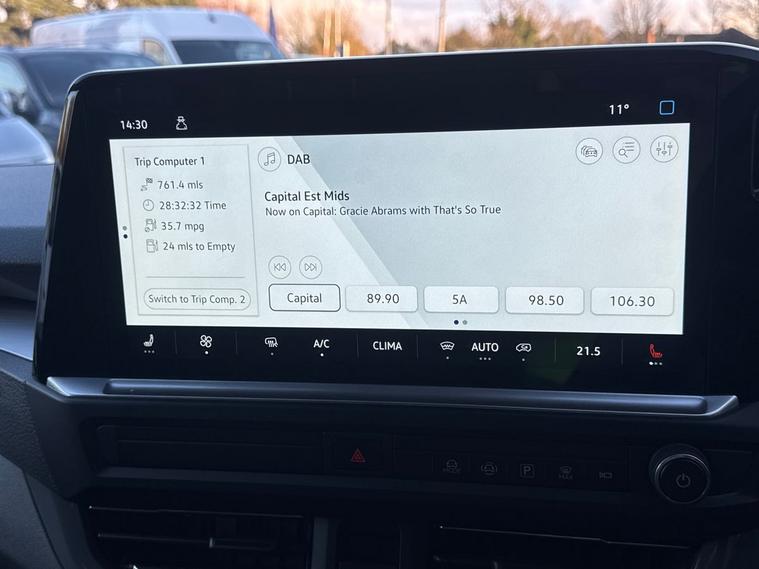 14:30
11°
Trip Computer 1
761.4 mls
28:32:32 Time
35.7 mpg
24 mls to Empty
Switch to Trip Comp. 2
DAB
Capital Est Mids
Now on Capital: Gracie Abrams with That's So True
Capital
89.90
5A
98.50
106.30
A/C
CLIMA
AUTO
21.5
MODE
P
MAX